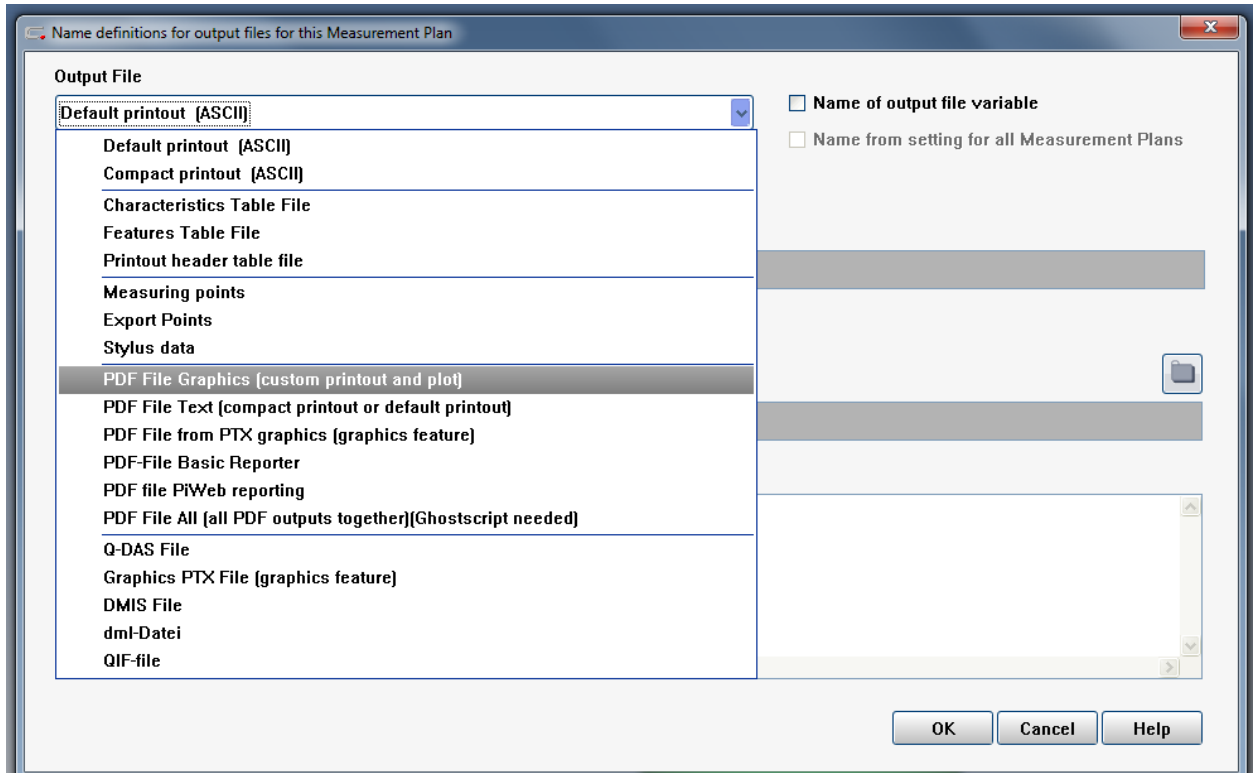 Name definitions for output files for this Measurement Plan
Output File
Default printout (ASCII)
Name of output file variable
Name from setting for all Measurement Plans
Default printout (ASCII)
Compact printout (ASCII)
Characteristics Table File
Features Table File
Printout header table file
Measuring points
Export Points
Stylus data
PDF File Graphics (custom printout and plot)
PDF File Text (compact printout or default printout)
PDF File from PTX graphics (graphics feature)
PDF-File Basic Reporter
PDF file PiWeb reporting
PDF File All (all PDF outputs together)(Ghostscript needed)
Q-DAS File
Graphics PTX File (graphics feature)
DMIS File
dml-Datei
QIF-file
OK Cancel Help